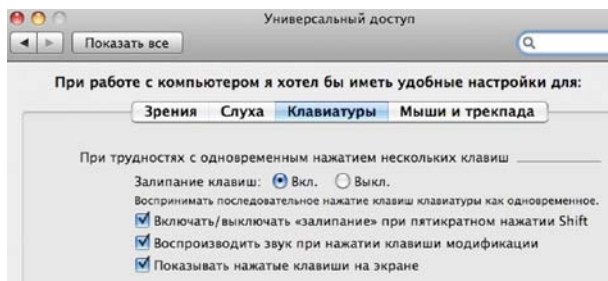 Универсальный доступ
Показать все
При работе с компьютером я хотел бы иметь удобные настройки для:
Зрения Слуха Клавиатуры Мыши и трекпада
При трудностях с одновременным нажатием нескольких клавиш
Залипание клавиш: Вкл. Выкл.
Воспринимать последовательное нажатие клавиш клавиатуры как одновременное.
Включать/выключать «залипание» при пятикратном нажатии Shift
Воспроизводить звук при нажатии клавиши модификации
Показывать нажатые клавиши на экране